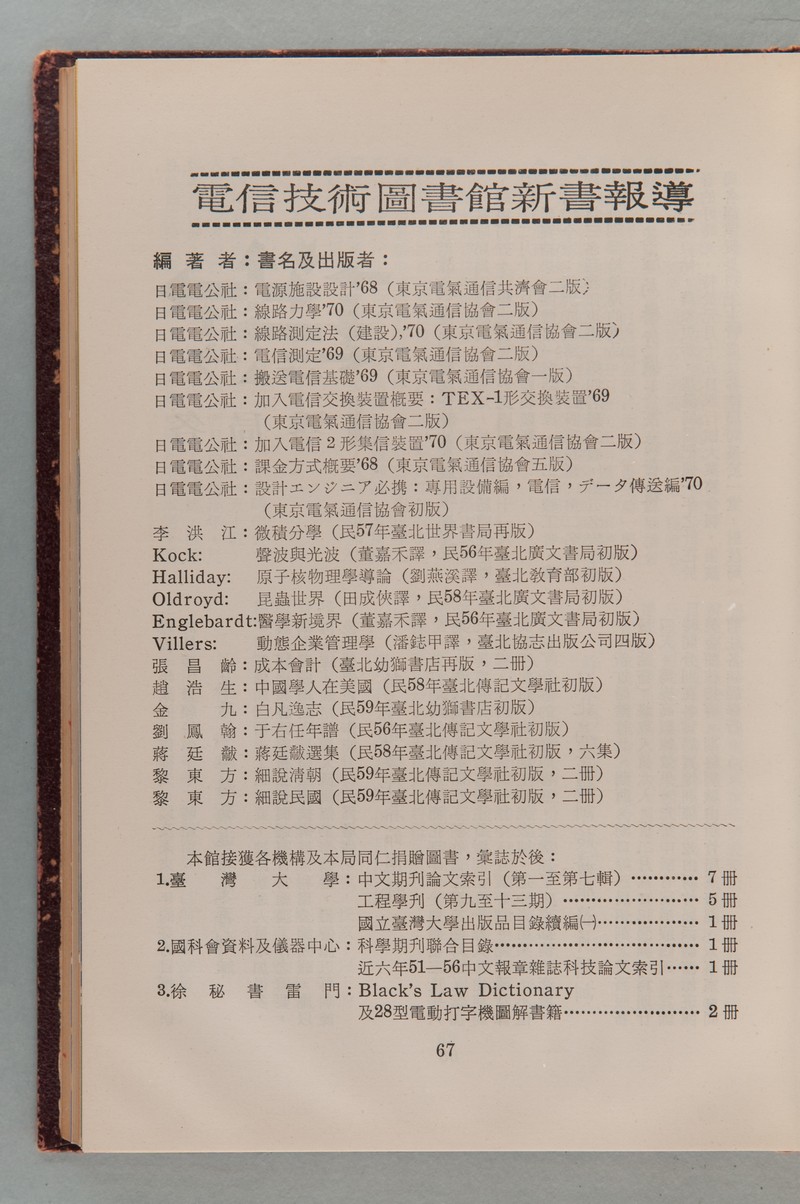 電信技術圖書館新書報導
編著者：書名及出版者：
日電電公社：電源施設設計’68（東京電氣通信共濟會二版）
日電電公社：線路力學’70（東京電氣通信協會二版）
日電電公社：線路測定法（建設），’70（東京電氣通信協會二版）
日電電公社：電信測定’69（東京電氣通信協會二版）
日電電公社：搬送電信基礎’69（東京電氣通信協會一版）
日電電公社：加入電信交換裝置概要：TEX-1形交換裝置’69
（東京電氣通信協會二版）
日電電公社：加入電信2形集信裝置’70（東京電氣通信協會二版）
日電電公社：課金方式概要’68（東京電氣通信協會五版）
日電電公社：設計エンジニア必携：專用設備編，電信，データ傳送編’70
（東京電氣通信協會初版）
李洪江：微積分學（民57年臺北世界書局再版）
Kock: 聲波與光波（董嘉禾譯，民56年臺北廣文書局初版）
Halliday: 原子核物理學導論（劉燕溪譯，臺北教育部初版）
Oldroyd: 昆蟲世界（田成俠譯，民58年臺北廣文書局初版）
Englebardt:醫學新境界（董嘉禾譯，民56年臺北廣文書局初版）
Villers: 動態企業管理學（潘鋕甲譯，臺北協志出版公司四版）
張昌齡：成本會計（臺北幼獅書店再版，二冊）
趙浩生：中國學人在美國（民58年臺北傳記文學社初版）
金九：白凡逸志（民59年臺北幼獅書店初版）
劉鳳翰：于右任年譜（民56年臺北傳記文學社初版）
蔣廷黻：蔣廷黻選集（民58年臺北傳記文學社初版，六集）
黎東方：細說清朝（民59年臺北傳記文學社初版，二冊）
黎東方：細說民國（民59年臺北傳記文學社初版，二冊）
本館接獲各機構及本局同仁捐贈圖書，彙誌於後：
1.臺灣大學：中文期刊論文索引（第一至第七輯）………… 7冊
工程學刊（第九至十三期）…………………… 5冊
國立臺灣大學出版品目錄續編㈠……………… 1冊
2.國科會資料及儀器中心：科學期刊聯合目錄……………………………… 1冊
近六年51—56中文報章雜誌科技論文索引…… 1冊
3.徐秘書雷門：Black's Law Dictionary
及28型電動打字機圖解書籍…………………… 2冊
67